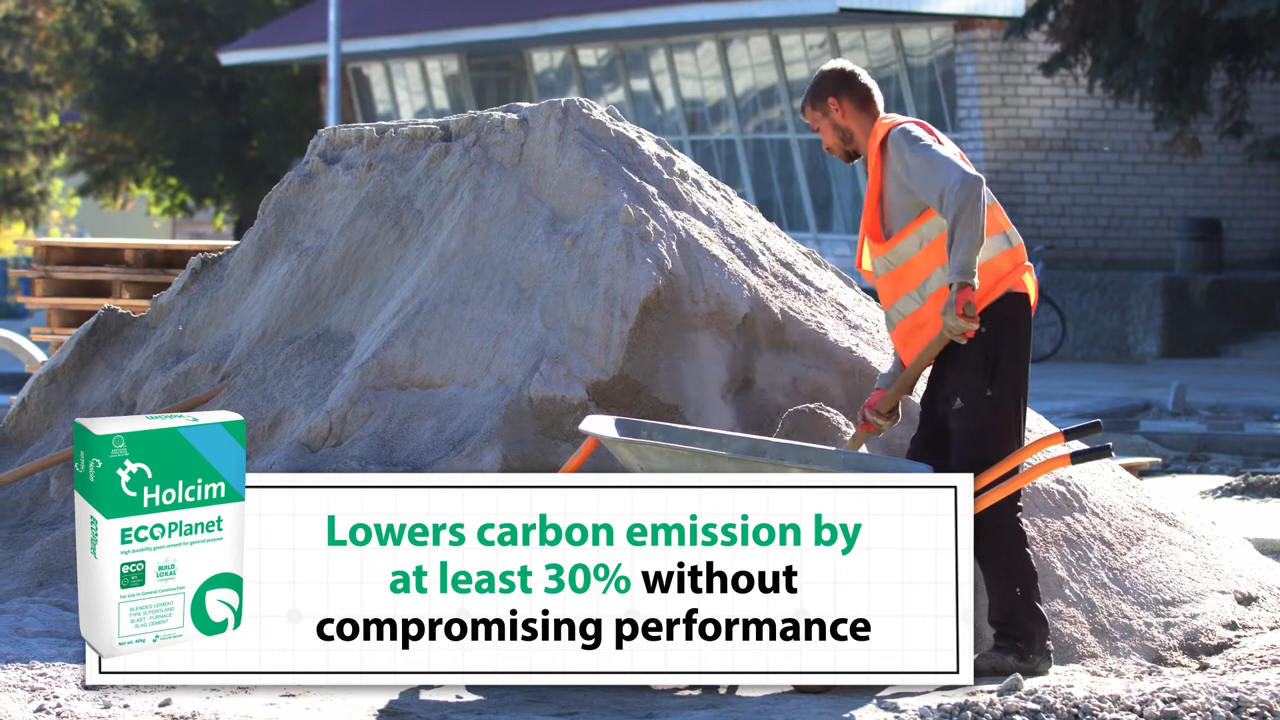 Holcim
Holcim
ECOPlanet
High durability green cement for general purpose
eco
BUILD
LOKAL
For Use in General Construction
BLENDED CEMENT
TYPE IS PORTLAND
BLAST - FURNACE
SLAG CEMENT
Net wt. 40kg
ECOPlanet
Lowers carbon emission by
at least 30% without
compromising performance